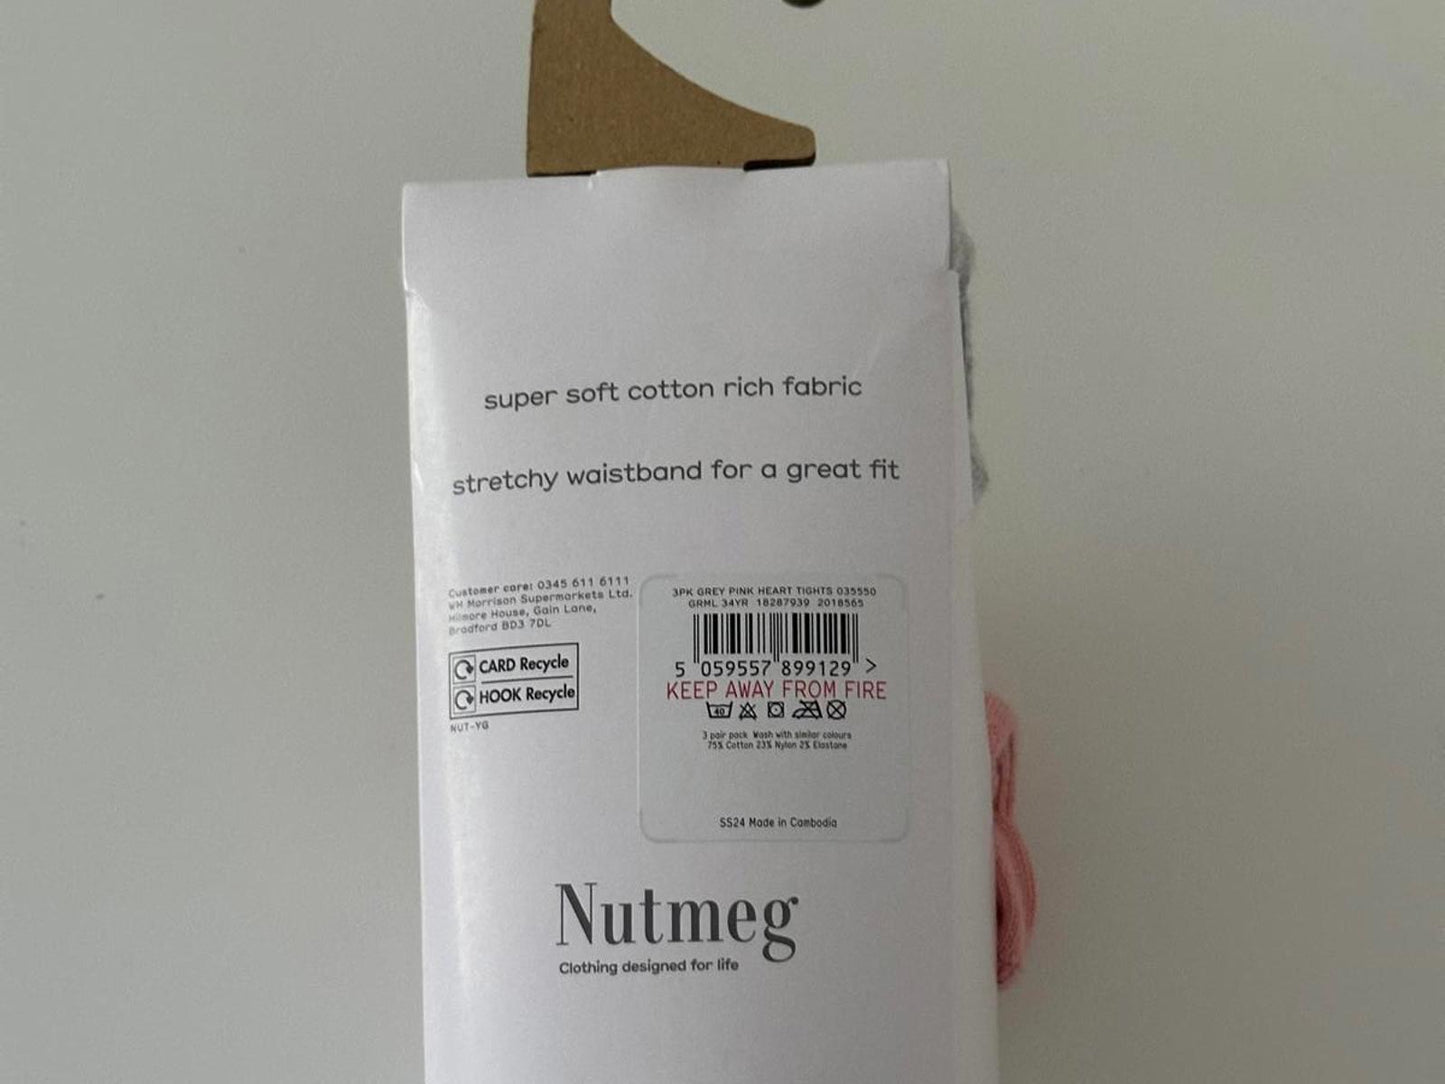 super soft cotton rich fabric
stretchy waistband for a great fit
Customer care: 0345 611 6111
WM Morrison Supermarkets Ltd.
Hilmore House, Gain Lane,
Bradford BD3 7DL
CARD Recycle
HOOK Recycle
NUT-YG
3PK GREY PINK HEART TIGHTS 035550
GRML 34YR 18287939 2018565
5 059557 899129 >
KEEP AWAY FROM FIRE
40
3 pair pack Wash with similar colours
75% Cotton 23% Nylon 2% Elastane
SS24 Made in Cambodia
Nutmeg
Clothing designed for life